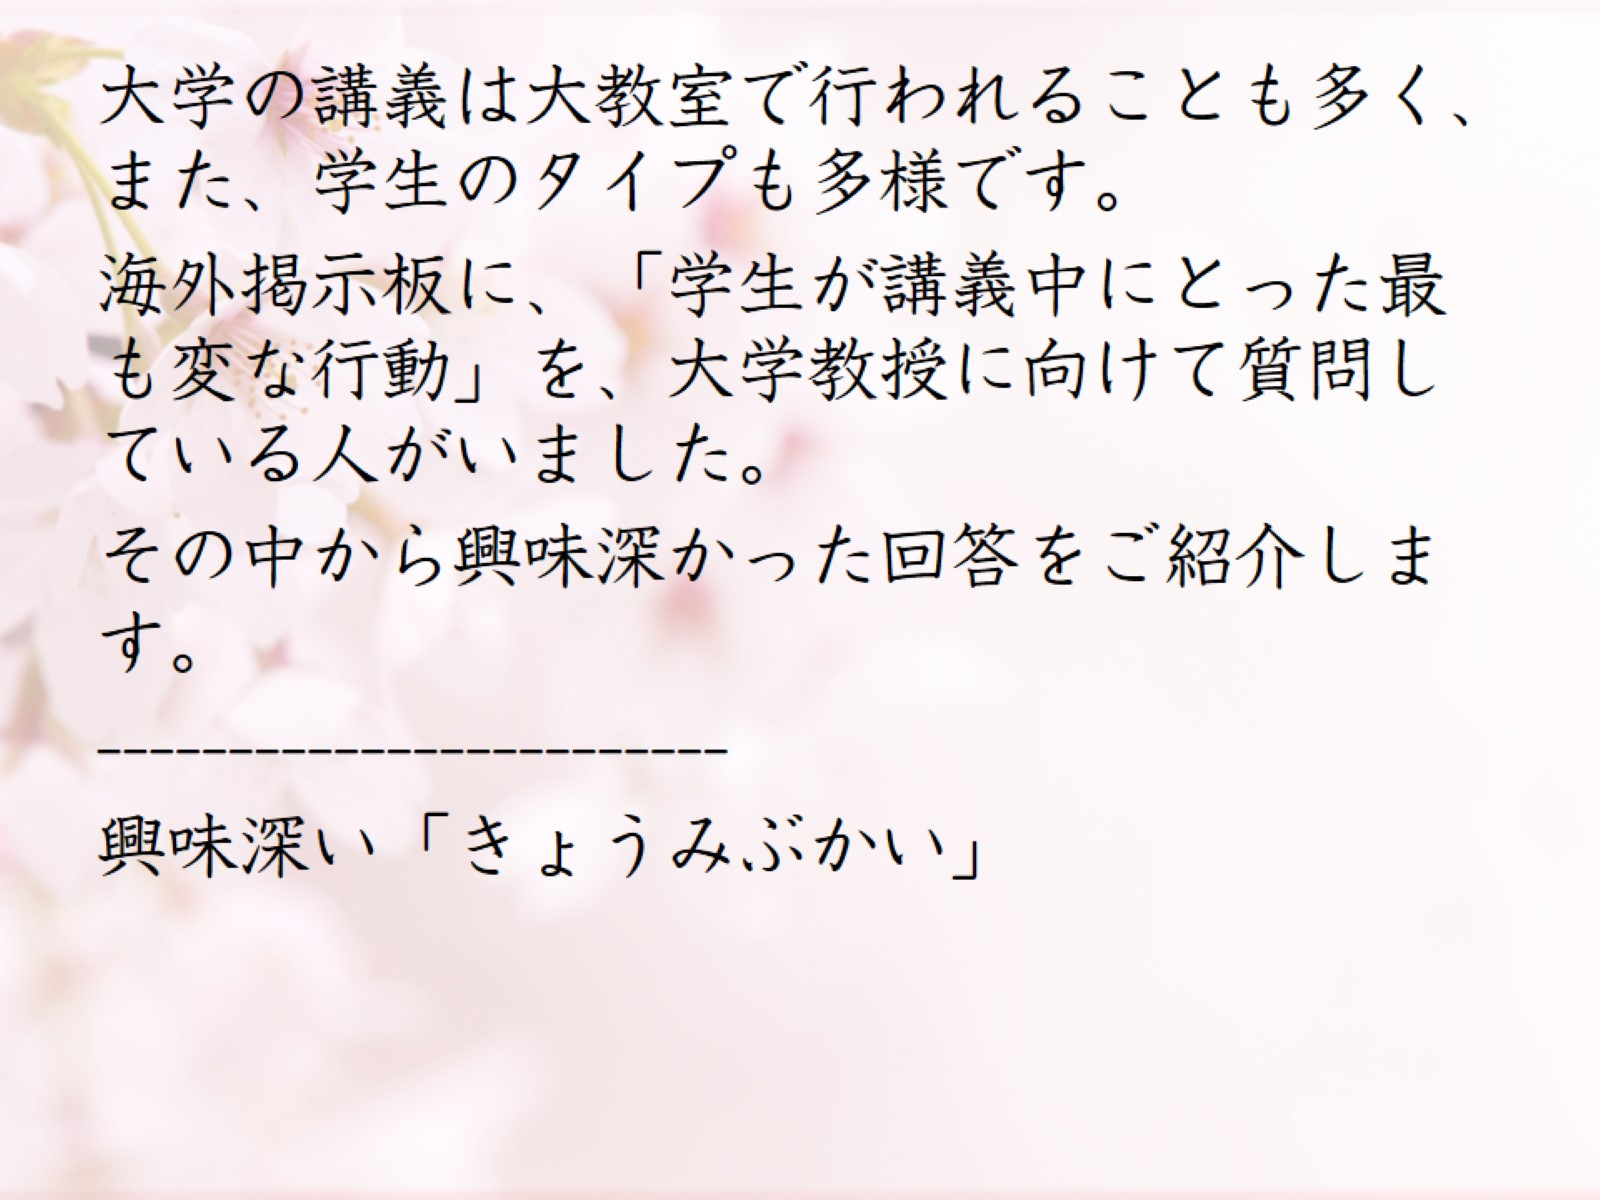 大学の講義は大教室で行われることも多く、
また、学生のタイプも多様です。
海外掲示板に、「学生が講義中にとった最
も変な行動」を、大学教授に向けて質問し
ている人がいました。
その中から興味深かった回答をご紹介しま
す。
------------------------
興味深い「きょうみぶかい」